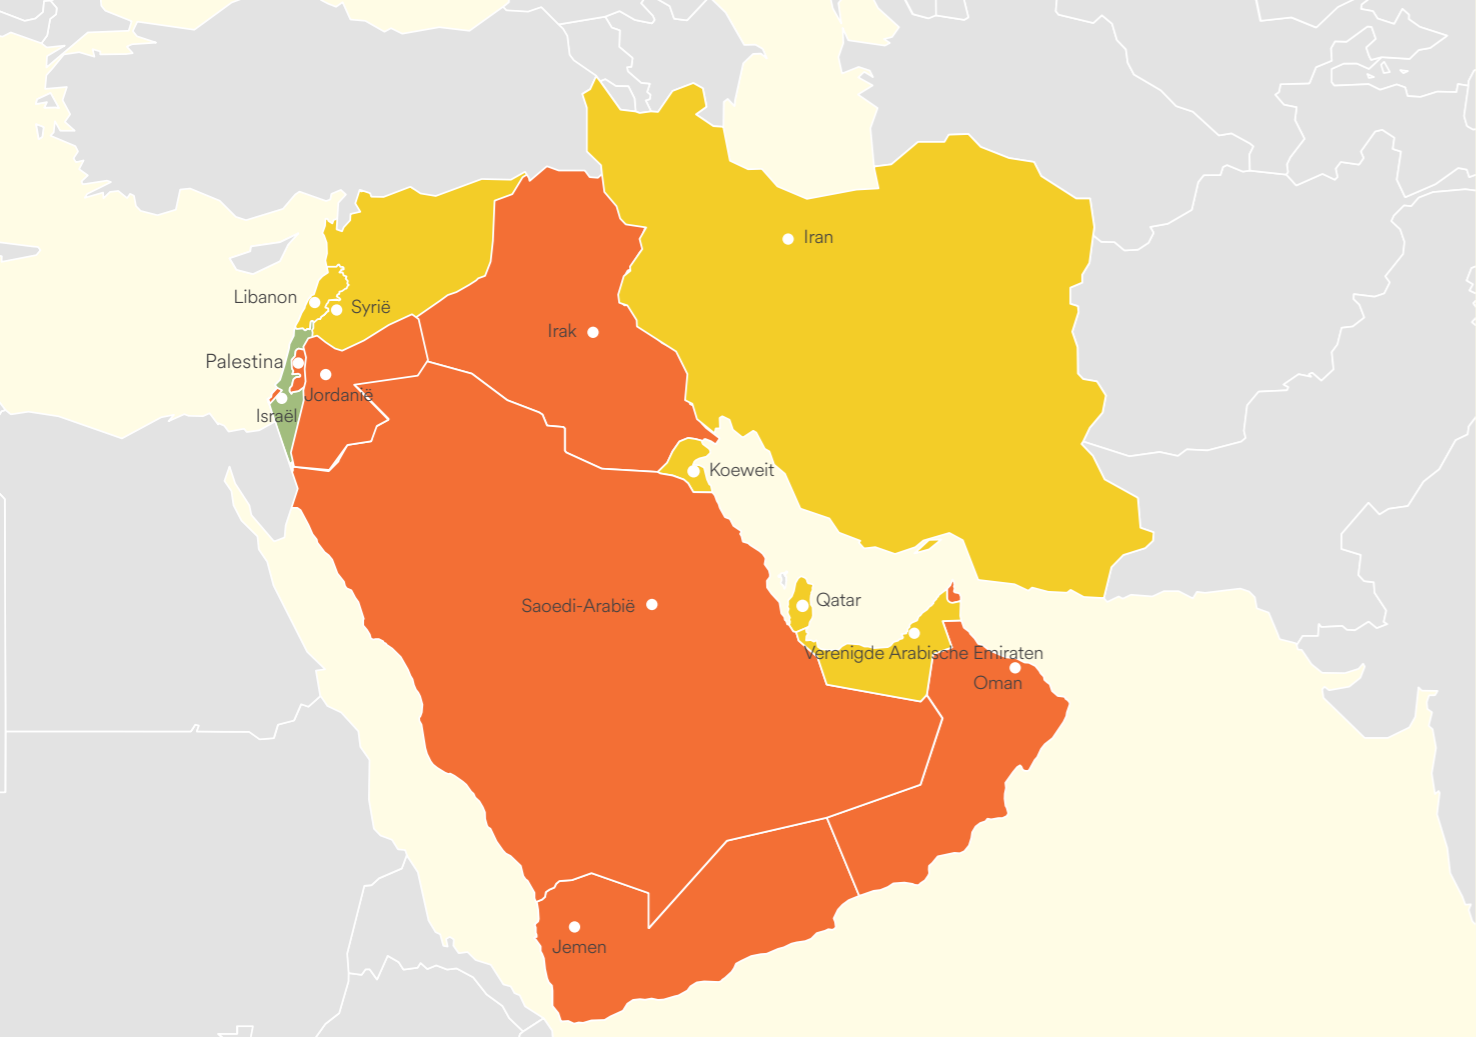 Iran
Libanon
Syrië
Irak
Palestina
Jordanië
Israël
Koeweit
Qatar
Saoedi-Arabië
Verenigde Arabische Emiraten
Oman
Jemen